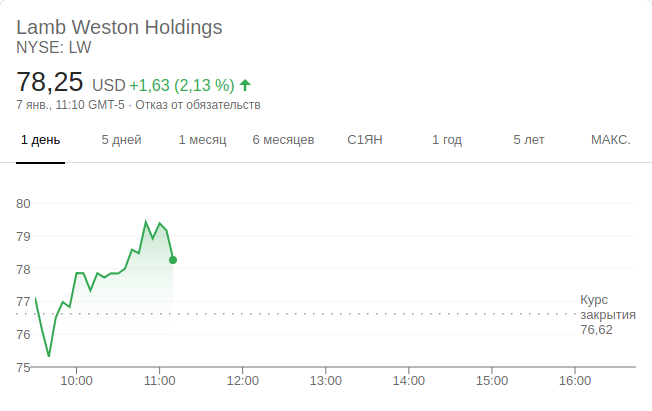 Lamb Weston Holdings
NYSE: LW
78,25 USD +1,63 (2,13 %)
7 янв., 11:10 GMT-5 · Отказ от обязательств
1 день 5 дней 1 месяц 6 месяцев С1ЯН 1 год 5 лет МАКС.
80
79
78
77
76
75
Курс
закрытия
76,62
10:00 11:00 12:00 13:00 14:00 15:00 16:00